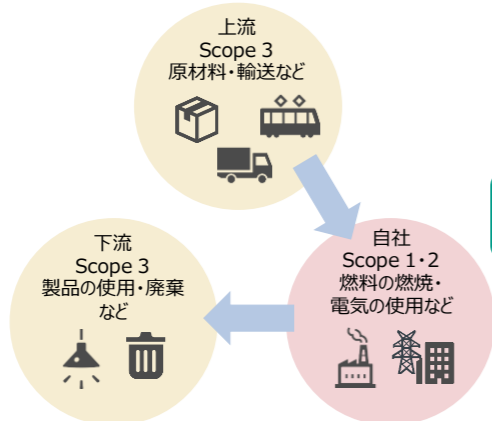 上流
Scope 3
原材料・輸送など
自社
Scope 1・2
燃料の燃焼・
電気の使用など
下流
Scope 3
製品の使用・廃棄
など